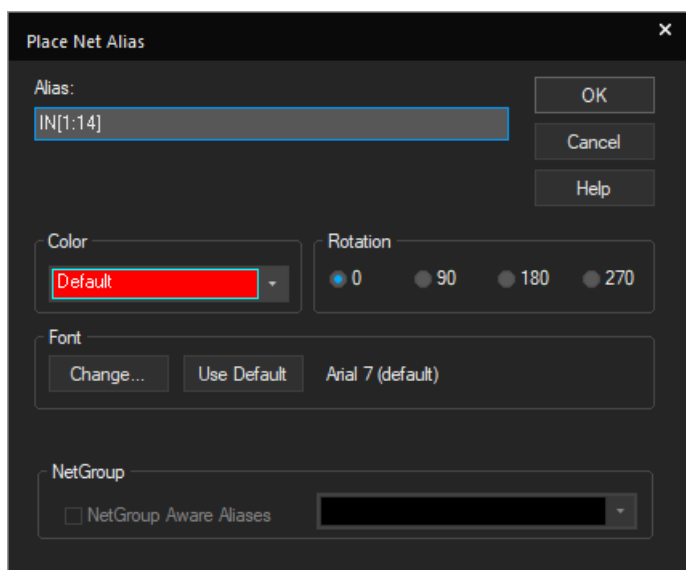 Place Net Alias
×
Alias:
IN[1:14]
OK
Cancel
Help
Color
Default
Rotation
0 90 180 270
Font
Change... Use Default Arial 7 (default)
NetGroup
NetGroup Aware Aliases